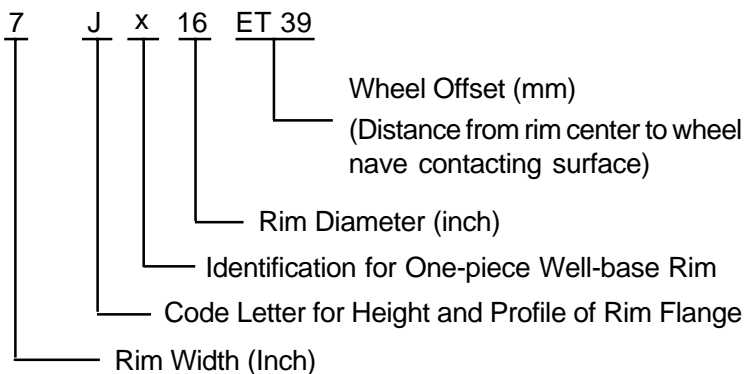 7 J x 16 ET 39
Wheel Offset (mm)
(Distance from rim center to wheel
nave contacting surface)
Rim Diameter (inch)
Identification for One-piece Well-base Rim
Code Letter for Height and Profile of Rim Flange
Rim Width (Inch)